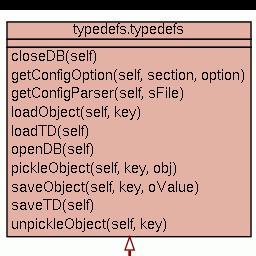 typedefs.typedefs
closeDB(self)
getConfigOption(self, section, option)
getConfigParser(self, sFile)
loadObject(self, key)
loadTD(self)
openDB(self)
pickleObject(self, key, obj)
saveObject(self, key, oValue)
saveTD(self)
unpickleObject(self, key)